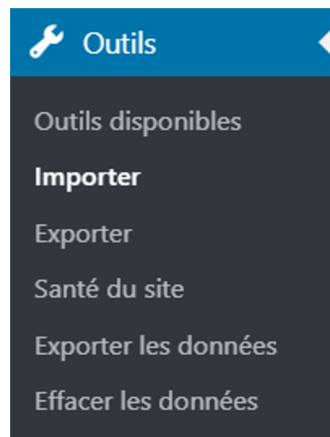 Outils
Outils disponibles
Importer
Exporter
Santé du site
Exporter les données
Effacer les données